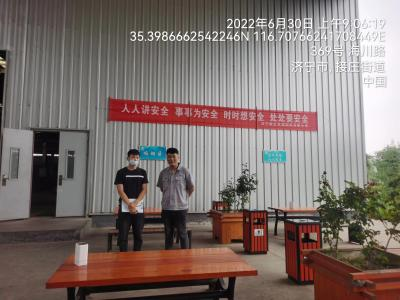 2022年6月30日 上午9:06:19
35.3986662542246N 116.70766241708449E
369号 海川路
济宁市, 接庄街道
中国
人人讲安全 事事为安全 时时想安全 处处要安全